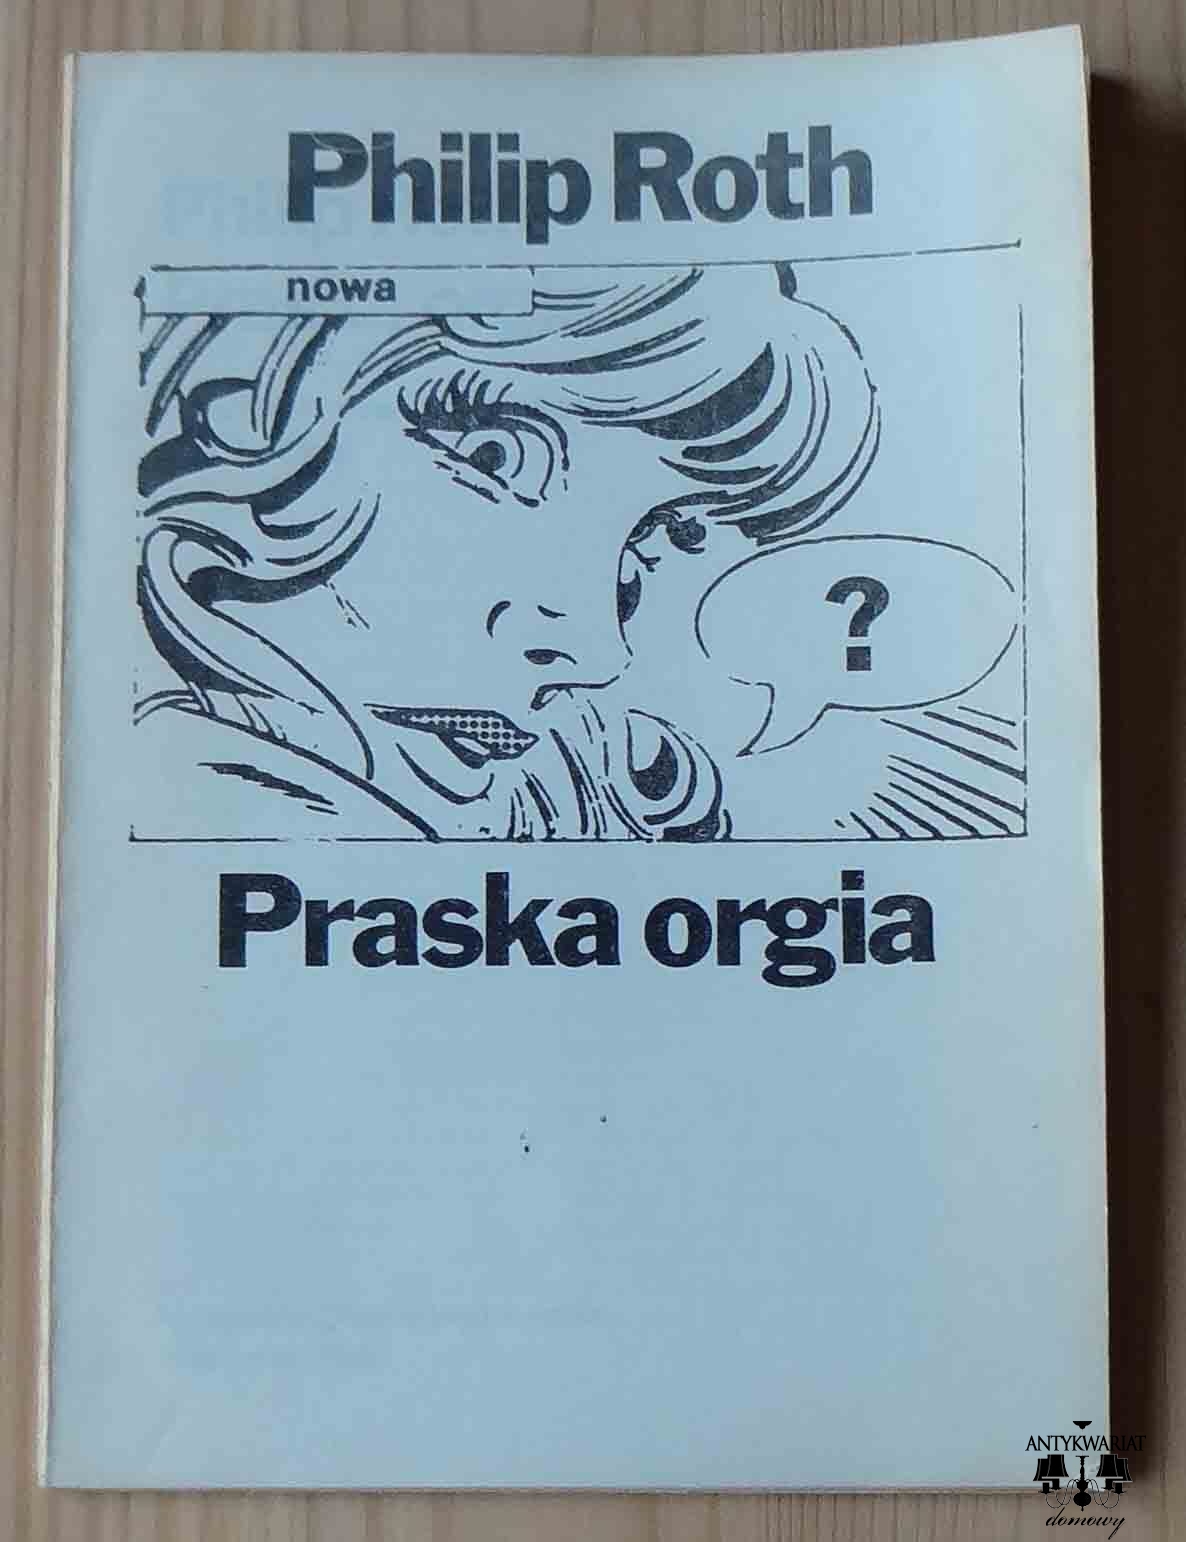 Philip Roth
nowa
?
Praska orgia
ANTYKWARIAT
domowy